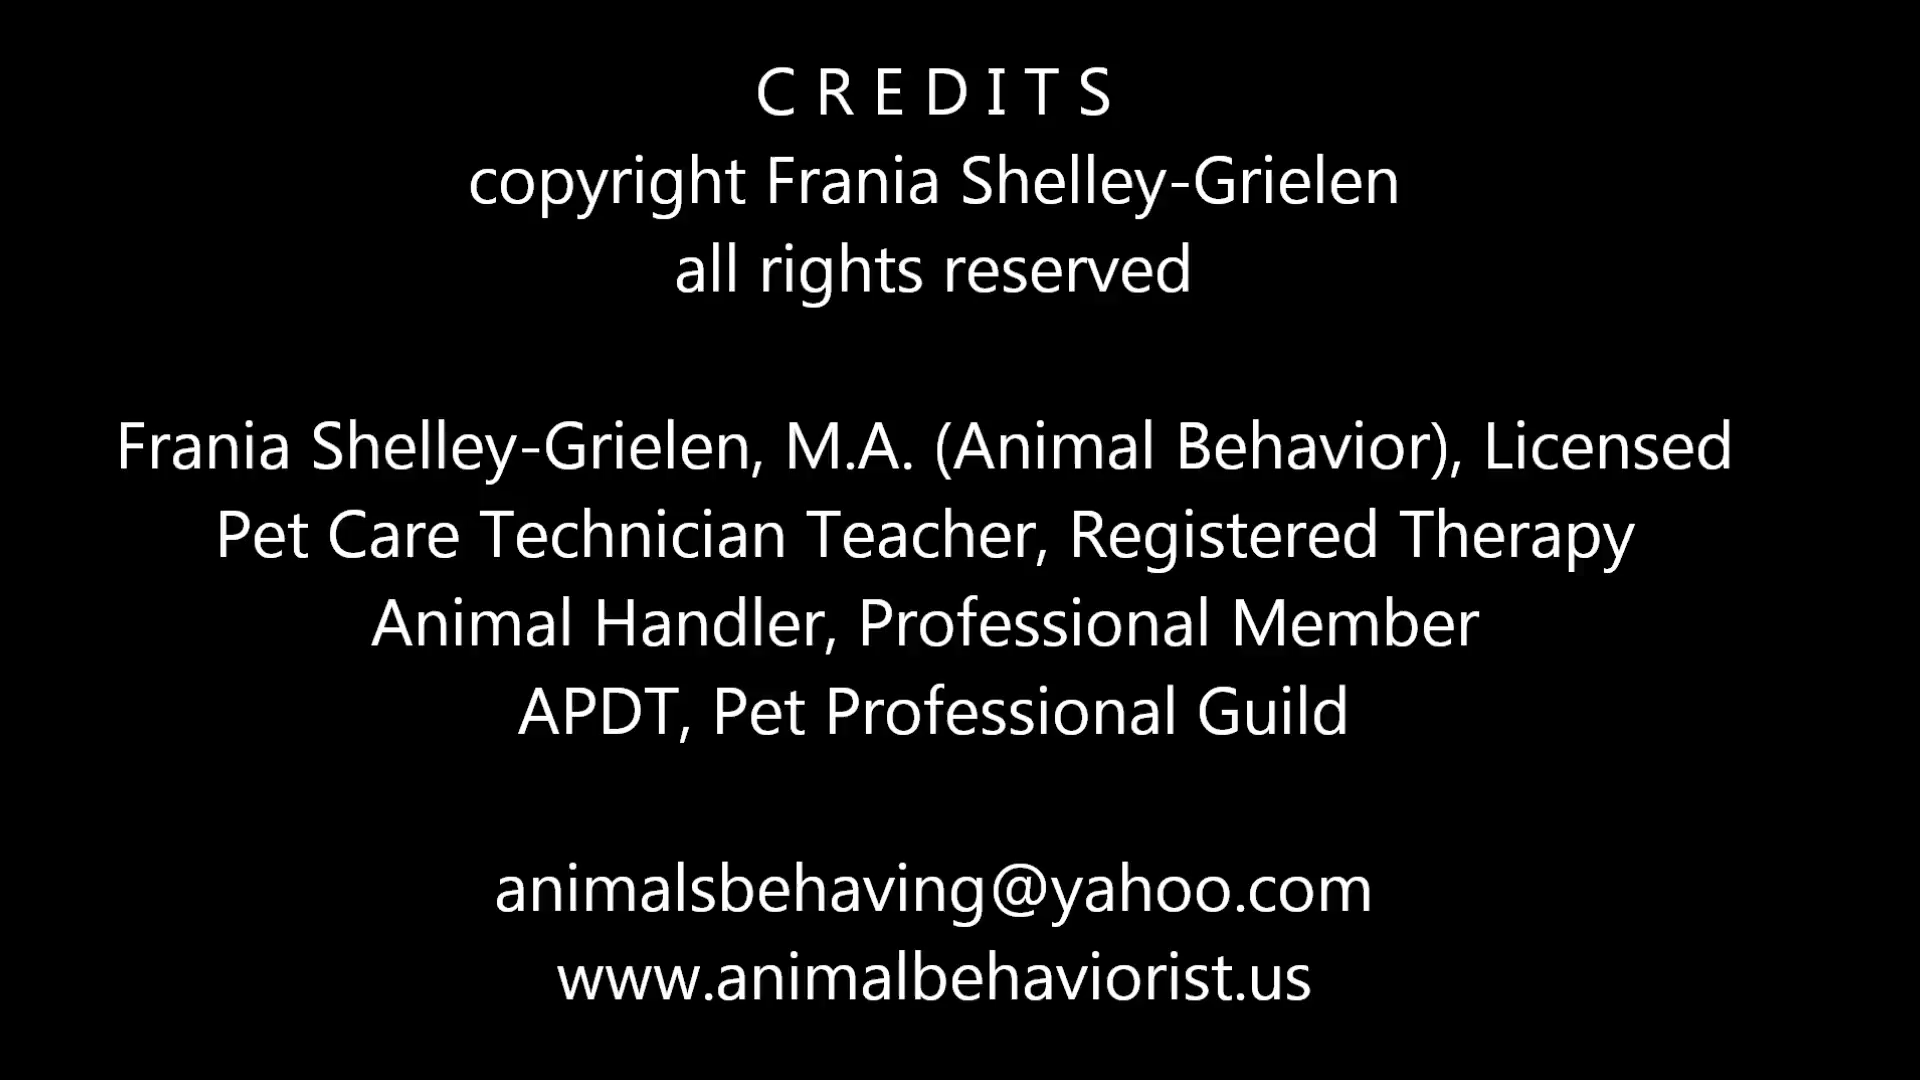 C R E D I T S
copyright Frania Shelley-Grielen
all rights reserved
Frania Shelley-Grielen, M.A. (Animal Behavior), Licensed
Pet Care Technician Teacher, Registered Therapy
Animal Handler, Professional Member
APDT, Pet Professional Guild
animalsbehaving@yahoo.com
www.animalbehaviorist.us